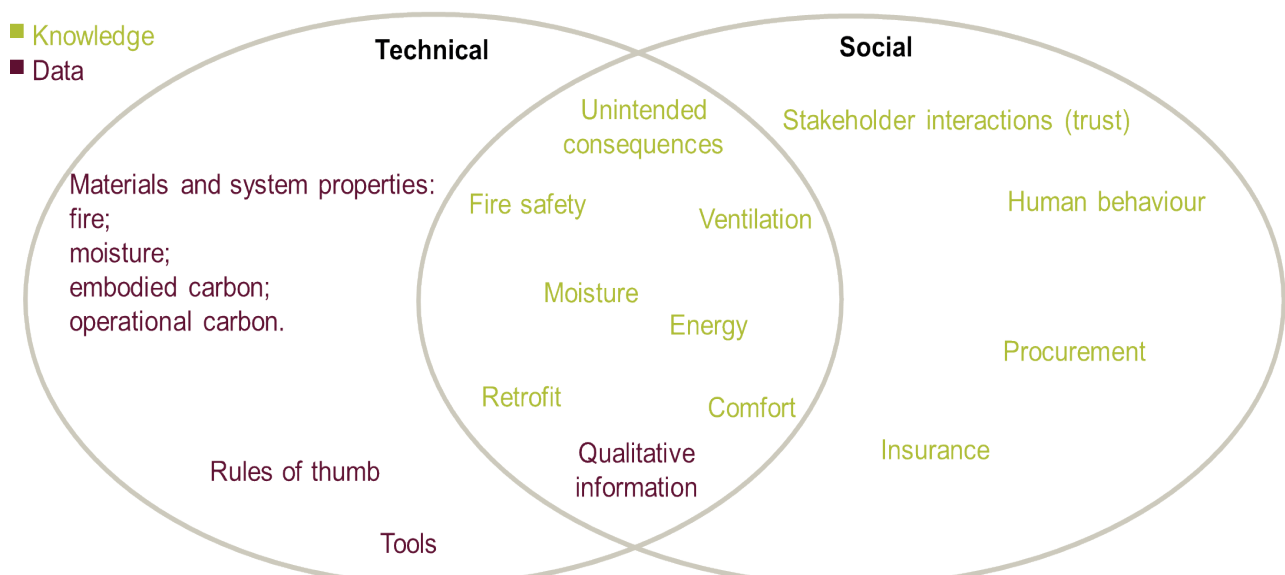 Knowledge
Data
Technical
Social
Materials and system properties:
fire;
moisture;
embodied carbon;
operational carbon.
Rules of thumb
Tools
Unintended
consequences
Fire safety
Ventilation
Moisture
Energy
Retrofit
Comfort
Qualitative
information
Stakeholder interactions (trust)
Human behaviour
Procurement
Insurance